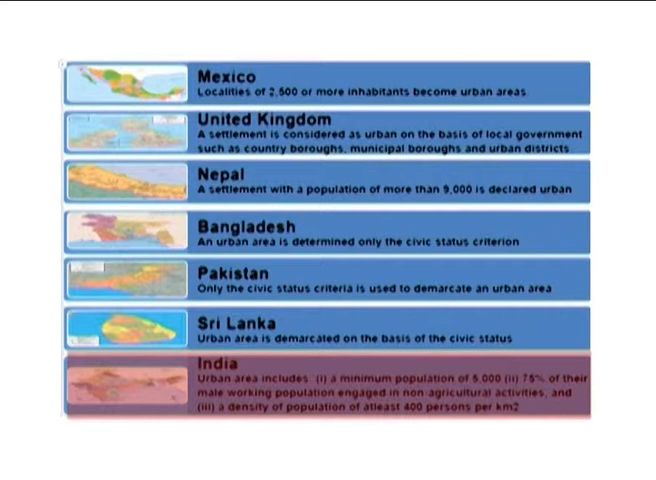 Mexico
Localities of 2,500 or more inhabitants become urban areas
United Kingdom
A settlement is considered as urban on the basis of local government
such as country boroughs, municipal boroughs and urban districts
Nepal
A settlement with a population of more than 9,000 is declared urban
Bangladesh
An urban area is determined only the civic status criterion
Pakistan
Only the civic status criteria is used to demarcate an urban area
Sri Lanka
Urban area is demarcated on the basis of the civic status
India
Urban area includes (i) a minimum population of 5,000 (ii) 75% of their
male working population engaged in non-agricultural activities, and
(iii) a density of population of atleast 400 persons per km2